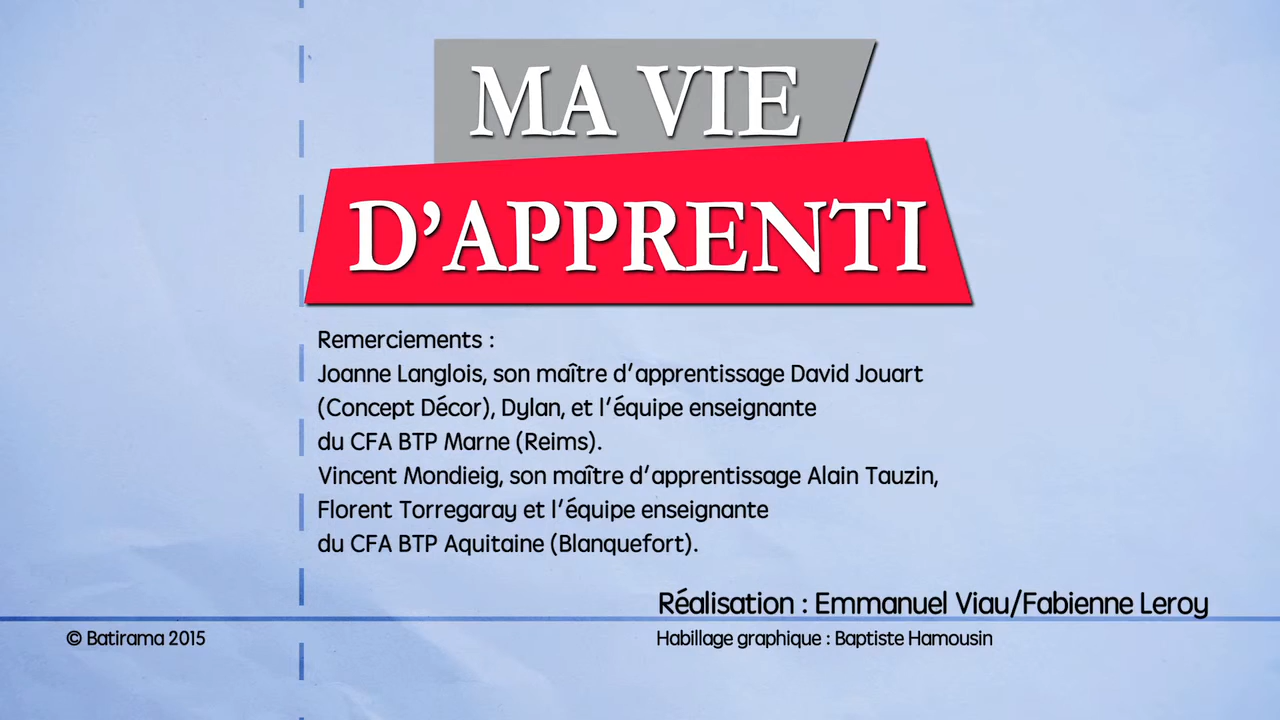 MA VIE
D’APPRENTI
Remerciements :
Joanne Langlois, son maître d’apprentissage David Jouart
(Concept Décor), Dylan, et l’équipe enseignante
du CFA BTP Marne (Reims).
Vincent Mondieig, son maître d’apprentissage Alain Tauzin,
Florent Torregaray et l’équipe enseignante
du CFA BTP Aquitaine (Blanquefort).
Réalisation : Emmanuel Viau/Fabienne Leroy
© Batirama 2015
Habillage graphique : Baptiste Hamousin